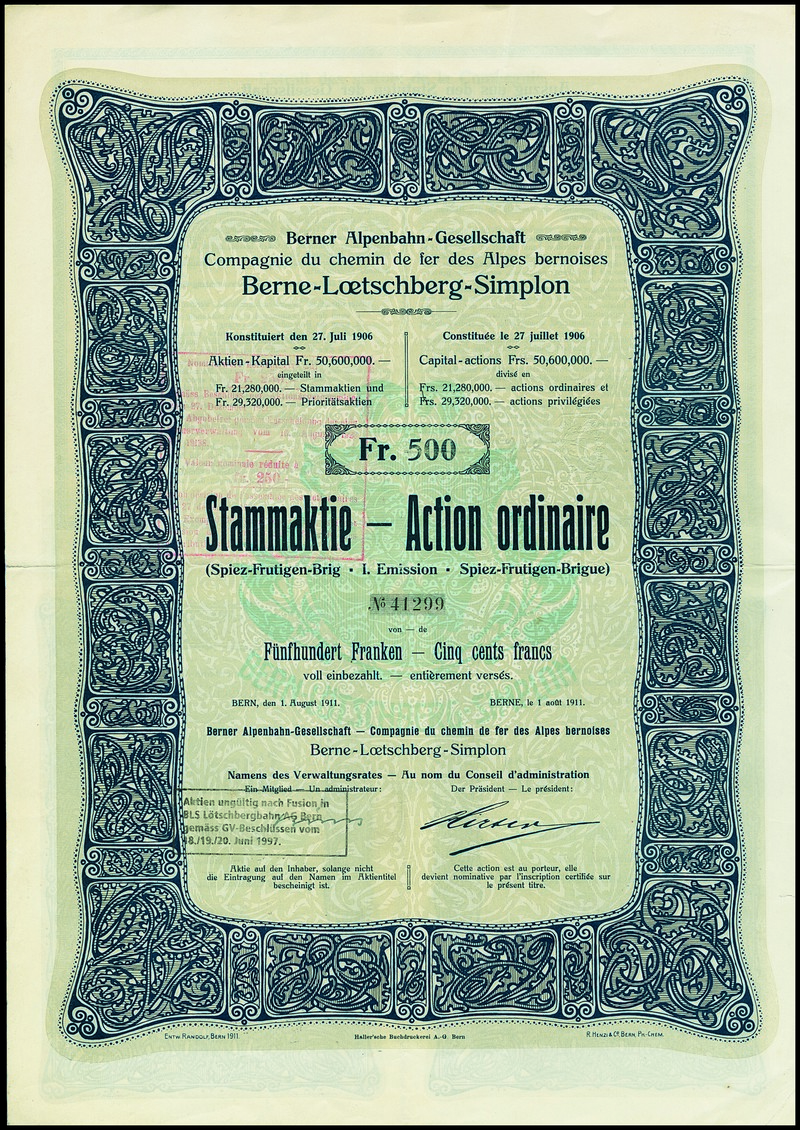 Berner Alpenbahn-Gesellschaft
Compagnie du chemin de fer des Alpes bernoises
Berne-Lœtschberg-Simplon
Konstituiert den 27. Juli 1906
Aktien-Kapital Fr. 50,600,000. —
eingeteilt in
Fr. 21,280,000. — Stammaktien und
Fr. 29,320,000. — Prioritätsaktien
Constituée le 27 juillet 1906
Capital-actions Frs. 50,600,000. —
divisé en
Frs. 21,280,000. — actions ordinaires et
Frs. 29,320,000. — actions privilégiées
Valeur nominale réduite à
250.-
Fr. 500
Stammaktie — Action ordinaire
(Spiez-Frutigen-Brig • I. Emission • Spiez-Frutigen-Brigue)
№ 41299
von — de
Fünfhundert Franken — Cinq cents francs
voll einbezahlt. — entièrement versés.
BERN, den 1. August 1911. BERNE, le 1 août 1911.
Berner Alpenbahn-Gesellschaft — Compagnie du chemin de fer des Alpes bernoises
Berne-Lœtschberg-Simplon
Namens des Verwaltungsrates — Au nom du Conseil d'administration
Ein Mitglied — Un administrateur: Der Präsident — Le président:
Aktien ungültig nach Fusion in
BLS Lötschbergbahn AG Bern
gemäss GV-Beschlüssen vom
18./19./20. Juni 1997.
Aktie auf den Inhaber, solange nicht
die Eintragung auf den Namen im Aktientitel
bescheinigt ist.
Cette action est au porteur, elle
devient nominative par l'inscription certifiée sur
le présent titre.
ENTW. RANDOLF, BERN 1911. Haller'sche Buchdruckerei A.-G. Bern R. HENZI & Cº, BERN, PH.-CHEM.